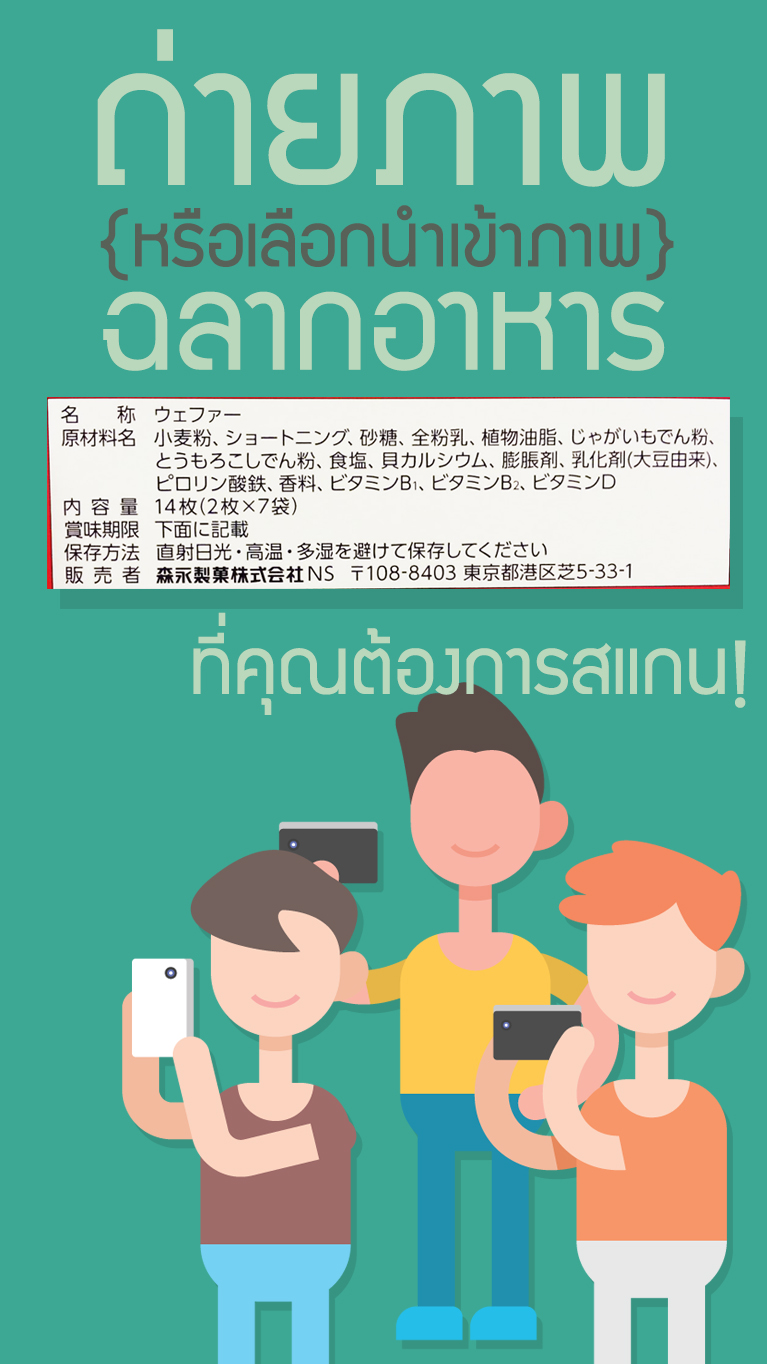 ถ่ายภาพ
{หรือเลือกนำเข้าภาพ}
ฉลากอาหาร
名 称 ウェファー
原材料名 小麦粉、ショートニング、砂糖、全粉乳、植物油脂、じゃがいもでん粉、
とうもろこしでん粉、食塩、貝カルシウム、膨脹剤、乳化剤(大豆由来)、
ピロリン酸鉄、香料、ビタミンB₁、ビタミンB₂、ビタミンD
内 容 量 14枚(2枚×7袋)
賞味期限 下面に記載
保存方法 直射日光・高温・多湿を避けて保存してください
販 売 者 森永製菓株式会社NS 〒108-8403 東京都港区芝5-33-1
ที่คุณต้องการสแกน!